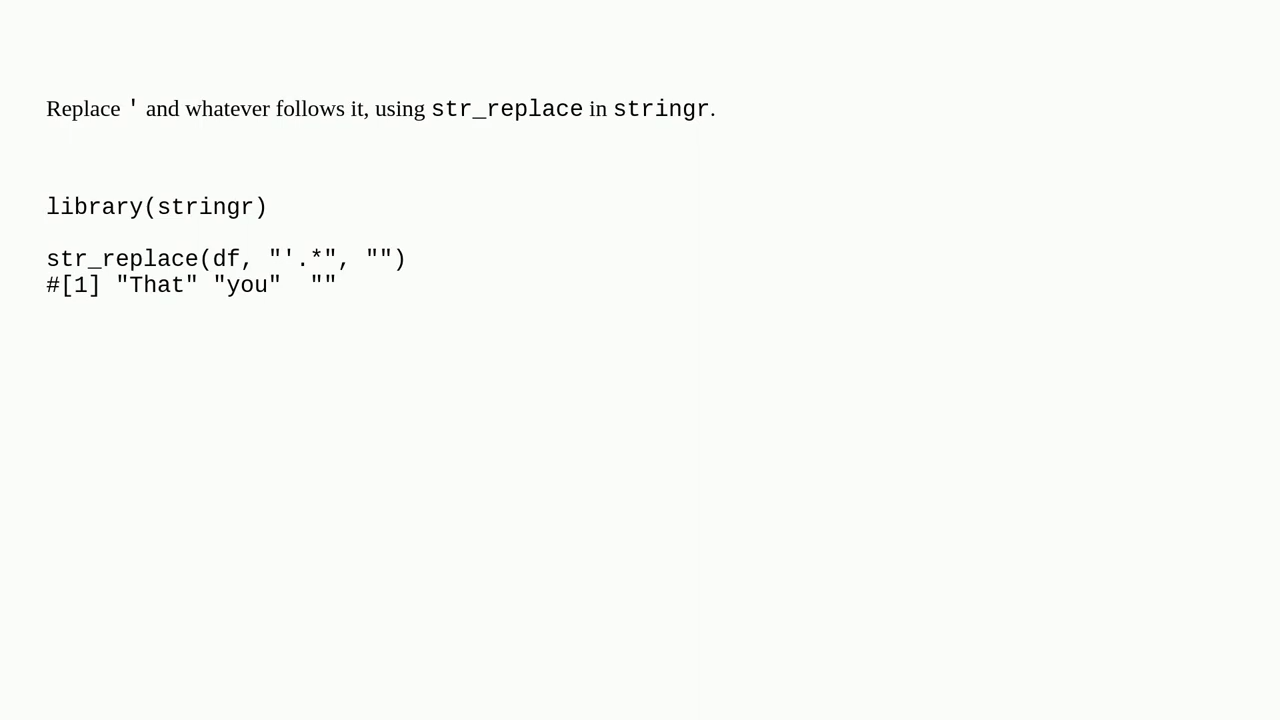 Replace ' and whatever follows it, using str_replace in stringr.
library(stringr)
str_replace(df, "'.*", "")
#[1] "That" "you"  ""